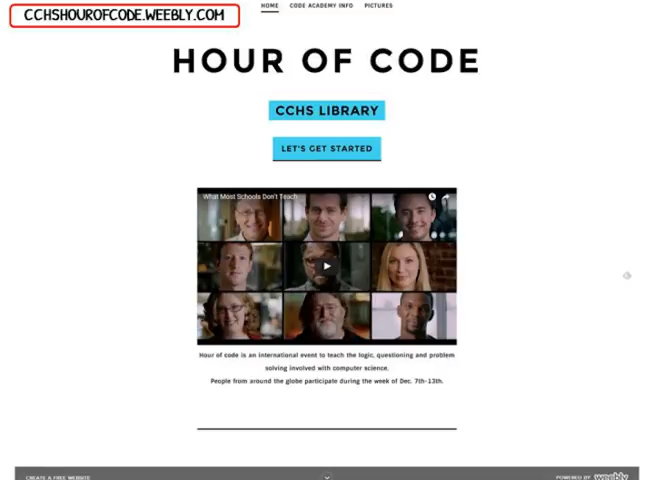 CCHSHOUROFCODE.WEEBLY.COM
HOME CODE ACADEMY INFO PICTURES
HOUR OF CODE
CCHS LIBRARY
LET'S GET STARTED
What Most Schools Don't Teach
Hour of code is an international event to teach the logic, questioning and problem
solving involved with computer science.
People from around the globe participate during the week of Dec. 7th-13th.
CREATE A FREE WEBSITE POWERED BY weebly